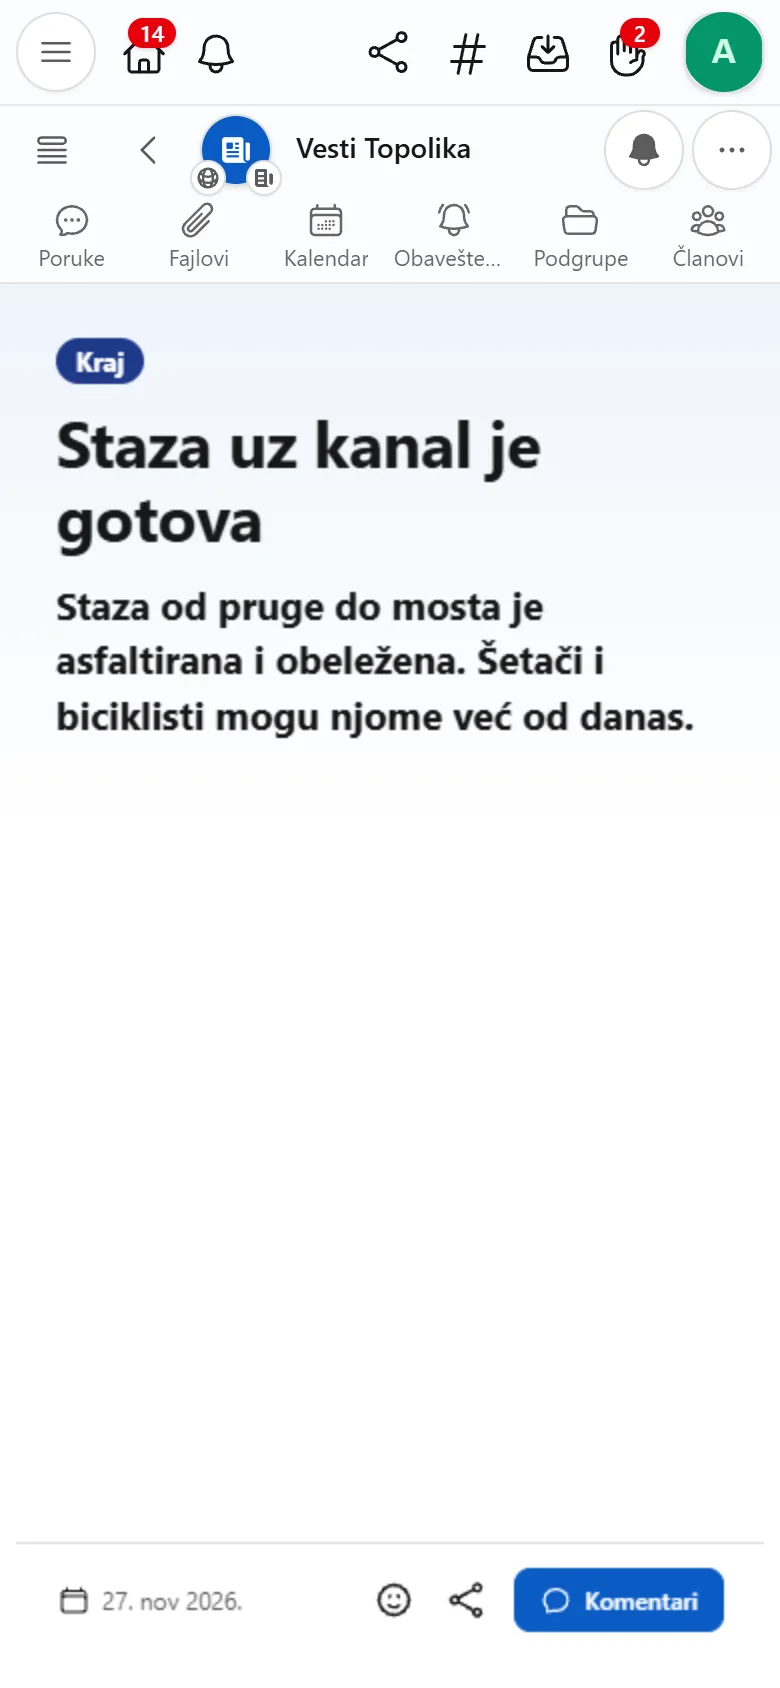 14
2
A
Vesti Topolika
Poruke
Fajlovi
Kalendar
Obavešte...
Podgrupe
Članovi
Kraj
Staza uz kanal je
gotova
Staza od pruge do mosta je
asfaltirana i obeležena. Šetači i
biciklisti mogu njome već od danas.
27. nov 2026.
Komentari